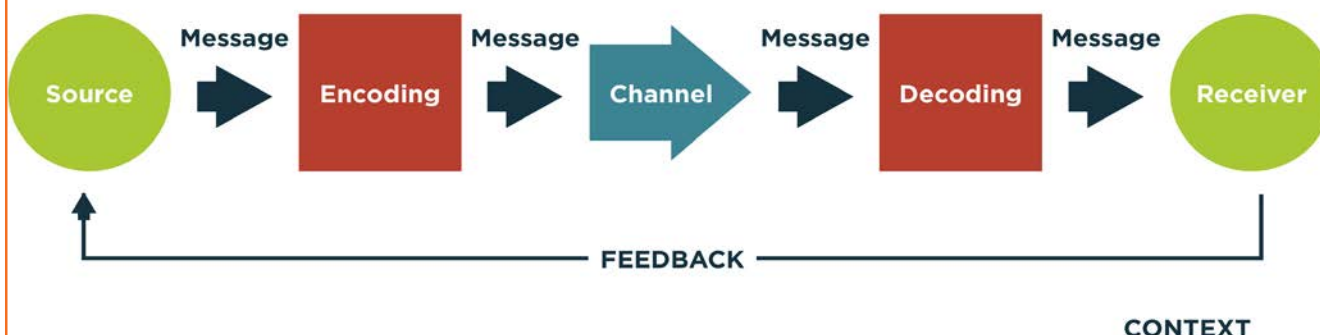 Message Message Message Message
Source Encoding Channel Decoding Receiver
FEEDBACK
CONTEXT